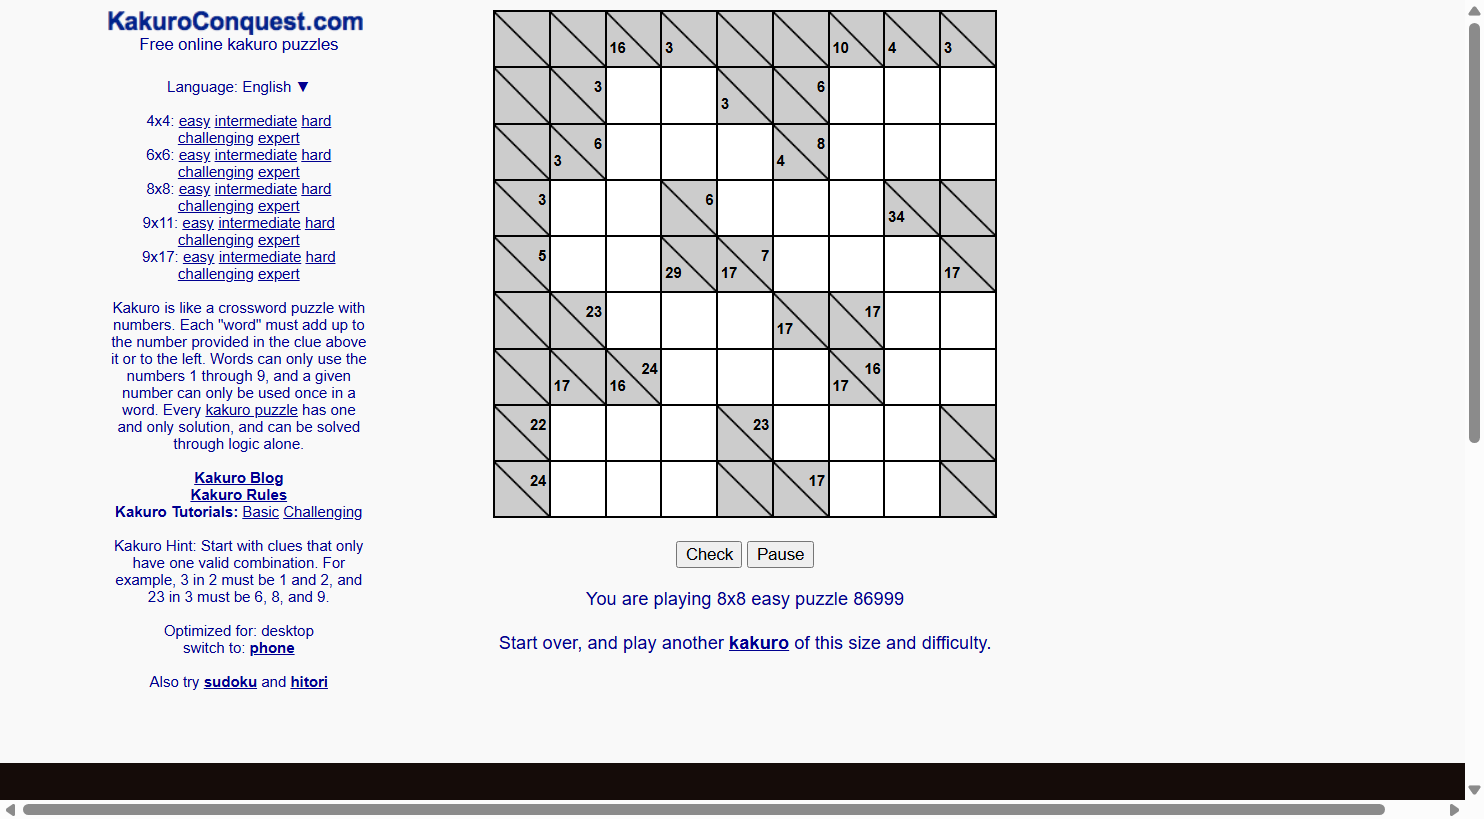 KakuroConquest.com
Free online kakuro puzzles
Language: English ▼
4x4: easy intermediate hard
challenging expert
6x6: easy intermediate hard
challenging expert
8x8: easy intermediate hard
challenging expert
9x11: easy intermediate hard
challenging expert
9x17: easy intermediate hard
challenging expert
Kakuro is like a crossword puzzle with
numbers. Each "word" must add up to
the number provided in the clue above
it or to the left. Words can only use the
numbers 1 through 9, and a given
number can only be used once in a
word. Every kakuro puzzle has one
and only solution, and can be solved
through logic alone.
Kakuro Blog
Kakuro Rules
Kakuro Tutorials: Basic Challenging
Kakuro Hint: Start with clues that only
have one valid combination. For
example, 3 in 2 must be 1 and 2, and
23 in 3 must be 6, 8, and 9.
Optimized for: desktop
switch to: phone
Also try sudoku and hitori
16 3 10 4 3
3 3 6
3 6 4 8
3 6 34
5 29 17 7 17
23 17 17
17 16 24 17 16
22 23
24 17
Check Pause
You are playing 8x8 easy puzzle 86999
Start over, and play another kakuro of this size and difficulty.